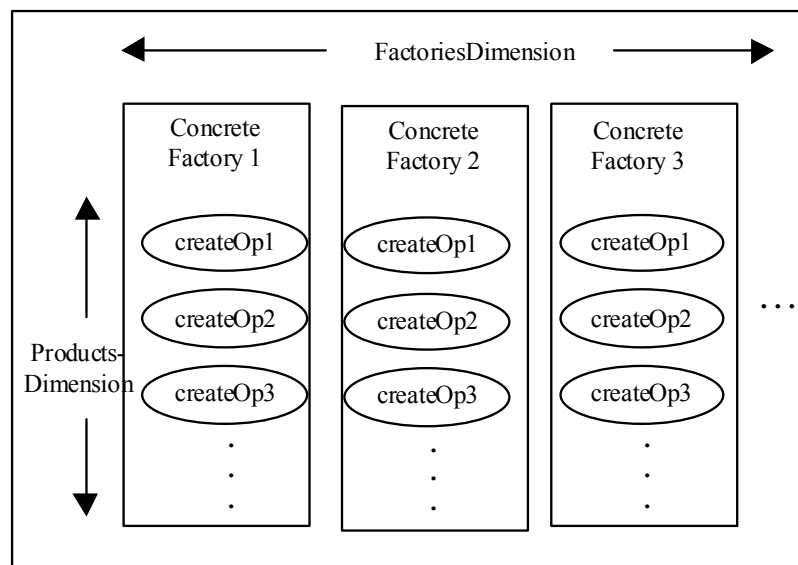 FactoriesDimension
Concrete
Factory 1
Concrete
Factory 2
Concrete
Factory 3
createOp1
createOp1
createOp1
createOp2
createOp2
createOp2
Products-
Dimension
createOp3
createOp3
createOp3
. . .